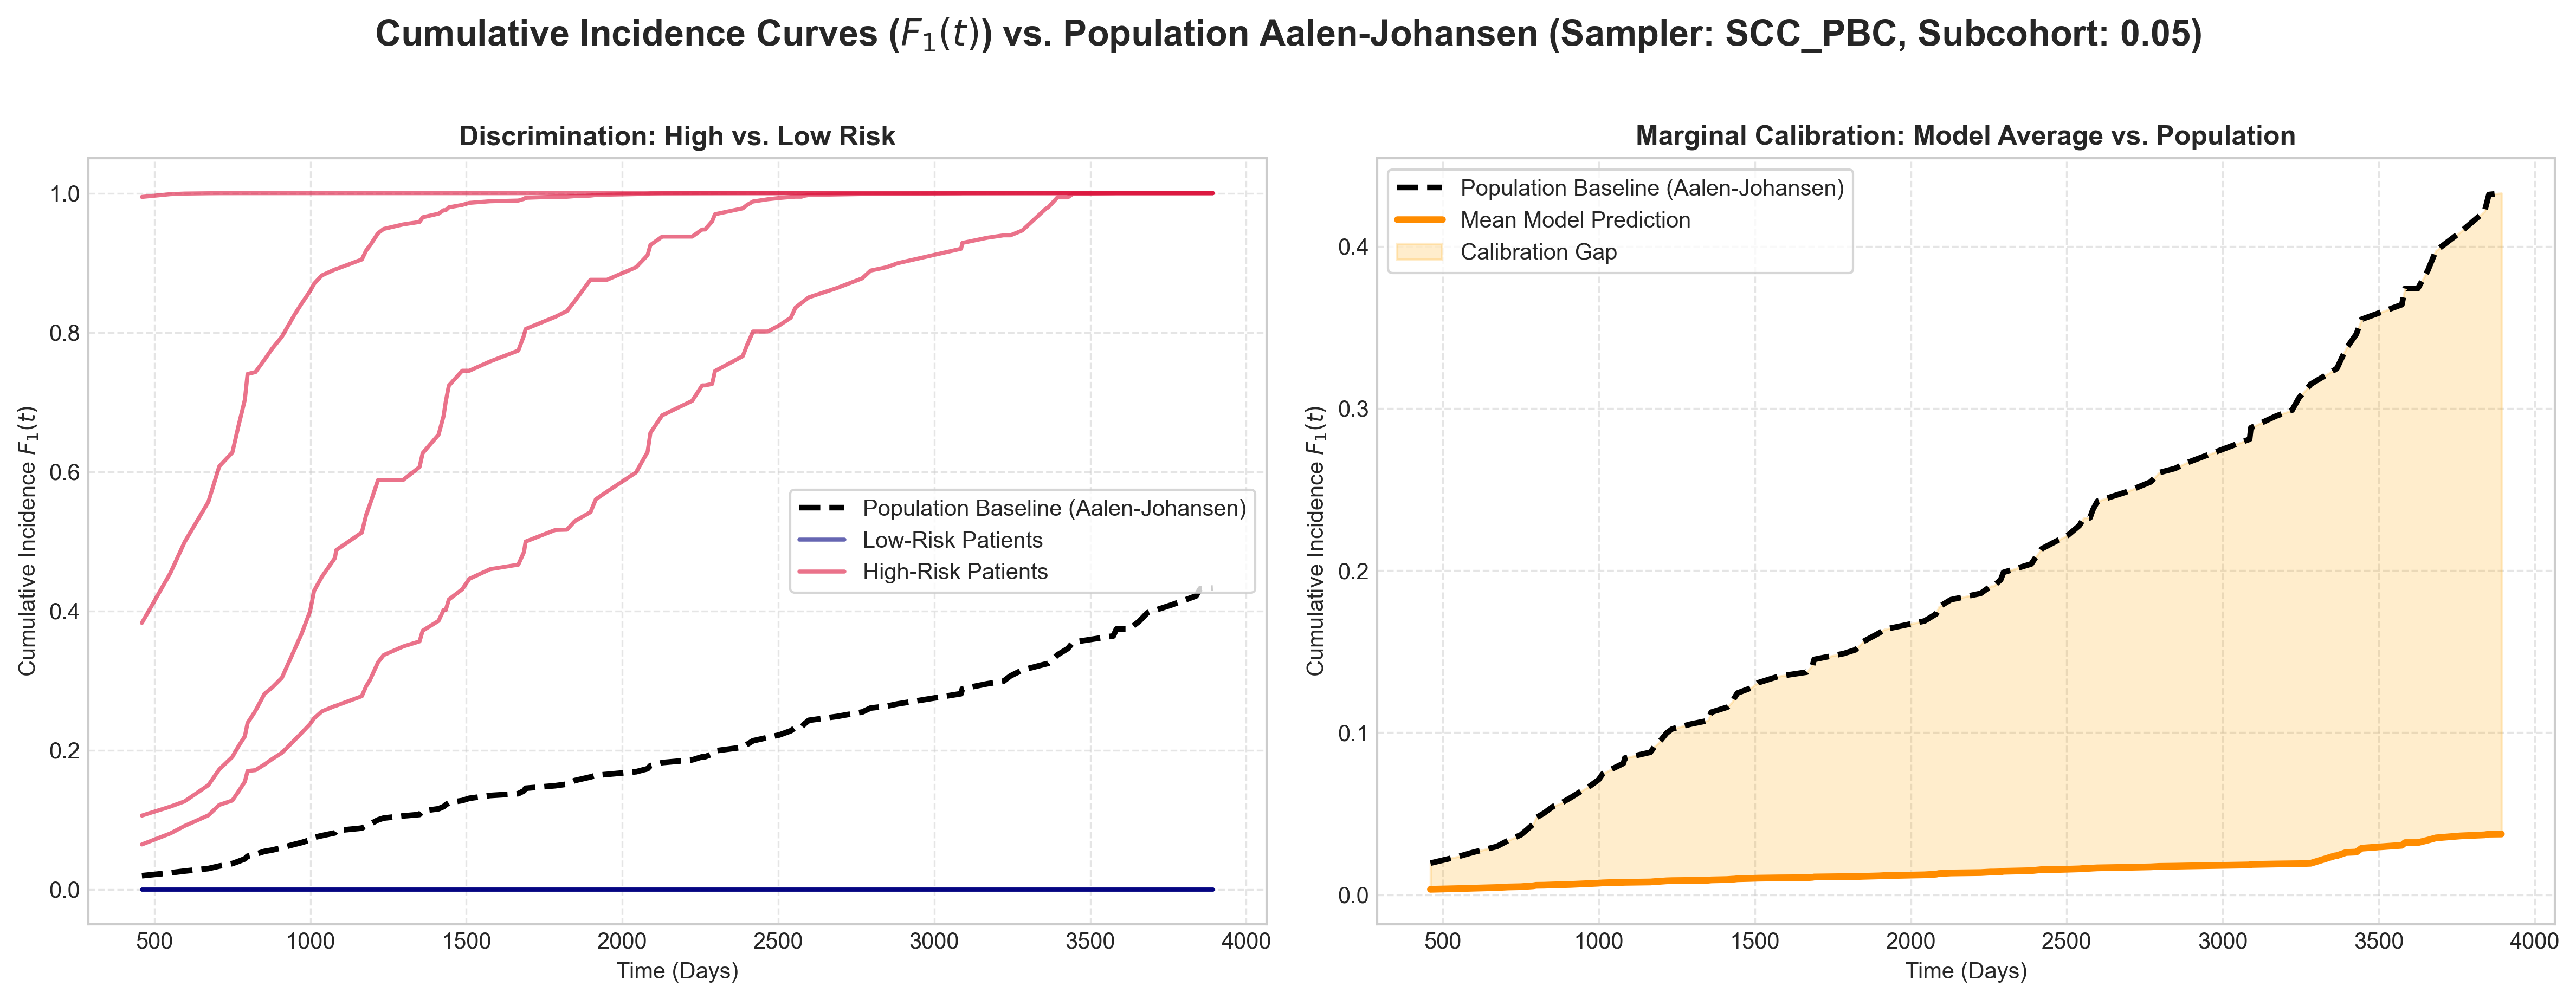 Cumulative Incidence Curves (F₁(t)) vs. Population Aalen-Johansen (Sampler: SCC_PBC, Subcohort: 0.05)
Discrimination: High vs. Low Risk
Cumulative Incidence F₁(t)
1.0
0.8
0.6
0.4
0.2
0.0
Population Baseline (Aalen-Johansen)
Low-Risk Patients
High-Risk Patients
500 1000 1500 2000 2500 3000 3500 4000
Time (Days)
Marginal Calibration: Model Average vs. Population
Cumulative Incidence F₁(t)
Population Baseline (Aalen-Johansen)
Mean Model Prediction
Calibration Gap
0.4
0.3
0.2
0.1
0.0
500 1000 1500 2000 2500 3000 3500 4000
Time (Days)